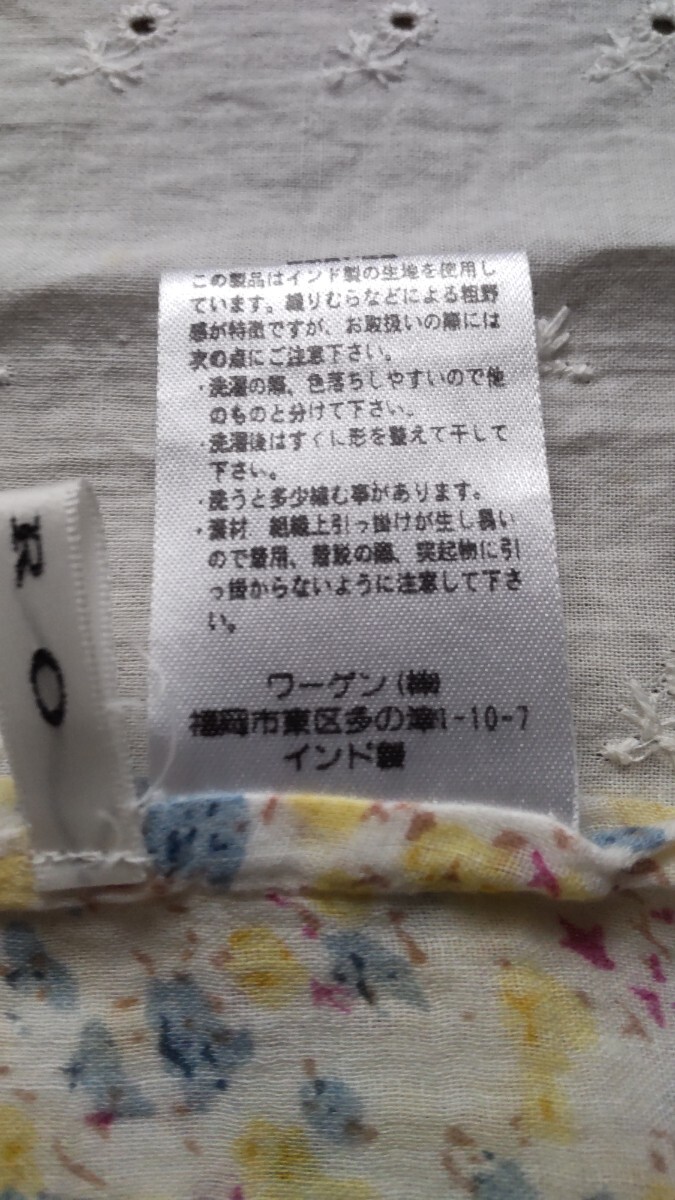 この製品はインド製の生地を使用し
ています。織りむらなどによる粗野
感が特徴ですが、お取扱いの際には
次の点にご注意下さい。
・洗濯の際、色落ちしやすいので他
のものと分けて下さい。
・洗濯後はすぐに形を整えて干して
下さい。
・洗うと多少縮む事があります。
・素材 組織上引っ掛けが生じ易い
ので着用、着脱の際、突起物に引
っ掛からないように注意して下さ
い。
ワーゲン(株)
福岡市東区多の津1-10-7
インド製
R O